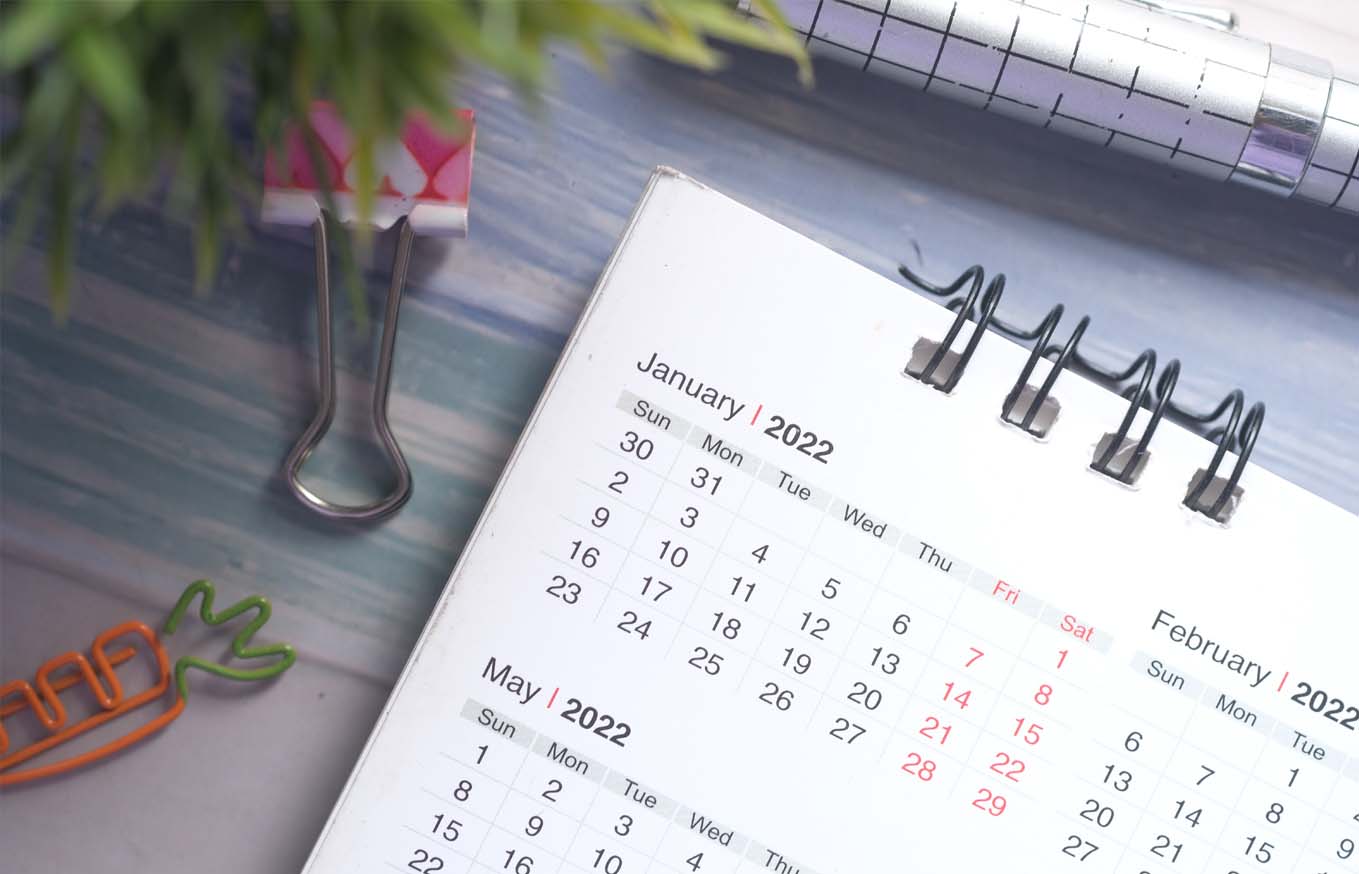 January | 2022
Sun Mon Tue Wed Thu Fri Sat
30 31 1
2 3 4 5 6 7 8
9 10 11 12 13 14 15
16 17 18 19 20 21 22
23 24 25 26 27 28 29
February | 2022
Sun Mon Tue
1
6 7 8 9
13 14 15
20 21
27
May | 2022
Sun Mon Tue Wed Thu
1 2 3 4
8 9 10
15 16
22